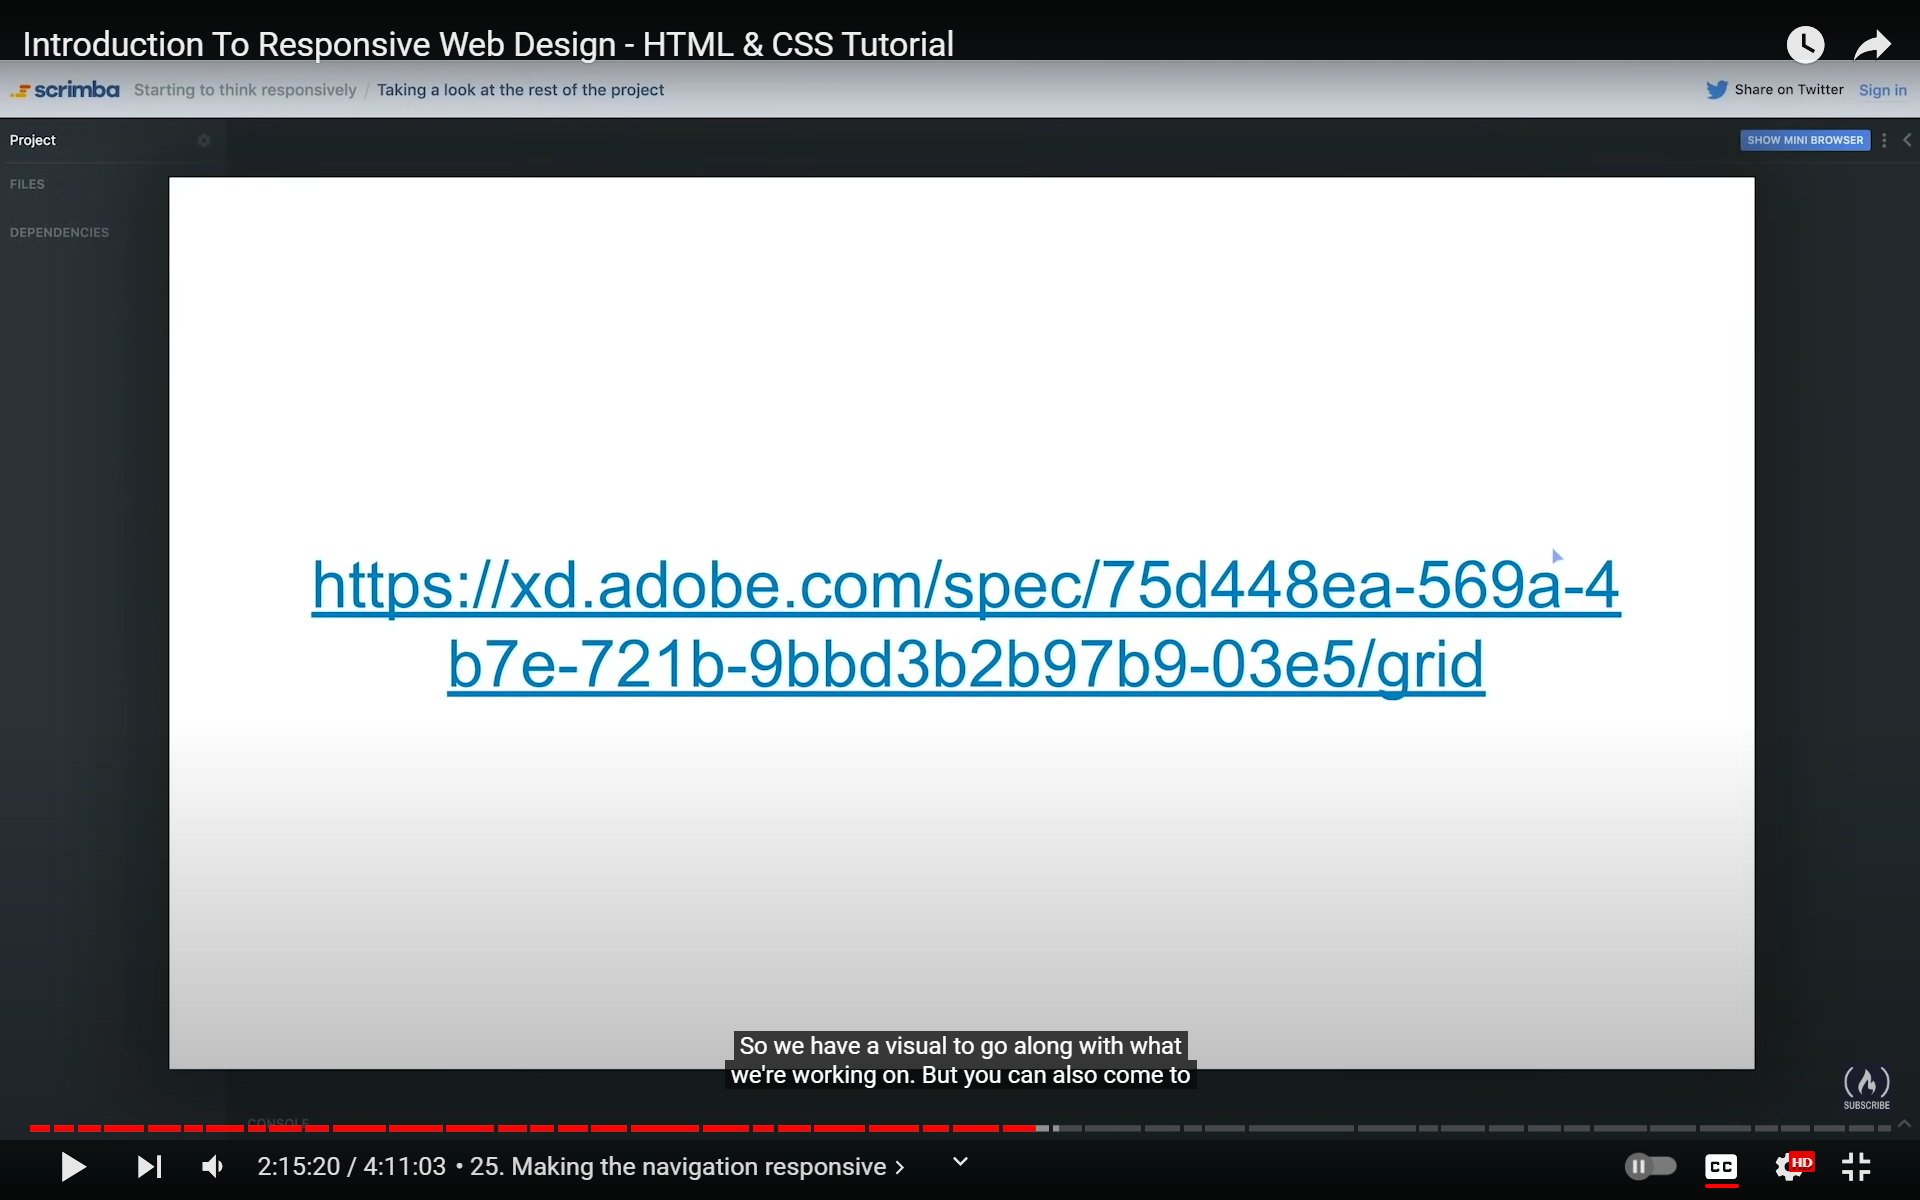 Introduction To Responsive Web Design - HTML & CSS Tutorial
scrimba Starting to think responsively / Taking a look at the rest of the project Share on Twitter Sign in
Project SHOW MINI BROWSER
FILES
DEPENDENCIES
https://xd.adobe.com/spec/75d448ea-569a-4
b7e-721b-9bbd3b2b97b9-03e5/grid
So we have a visual to go along with what
we're working on. But you can also come to
SUBSCRIBE
CONSOLE
2:15:20 / 4:11:03 • 25. Making the navigation responsive CC HD